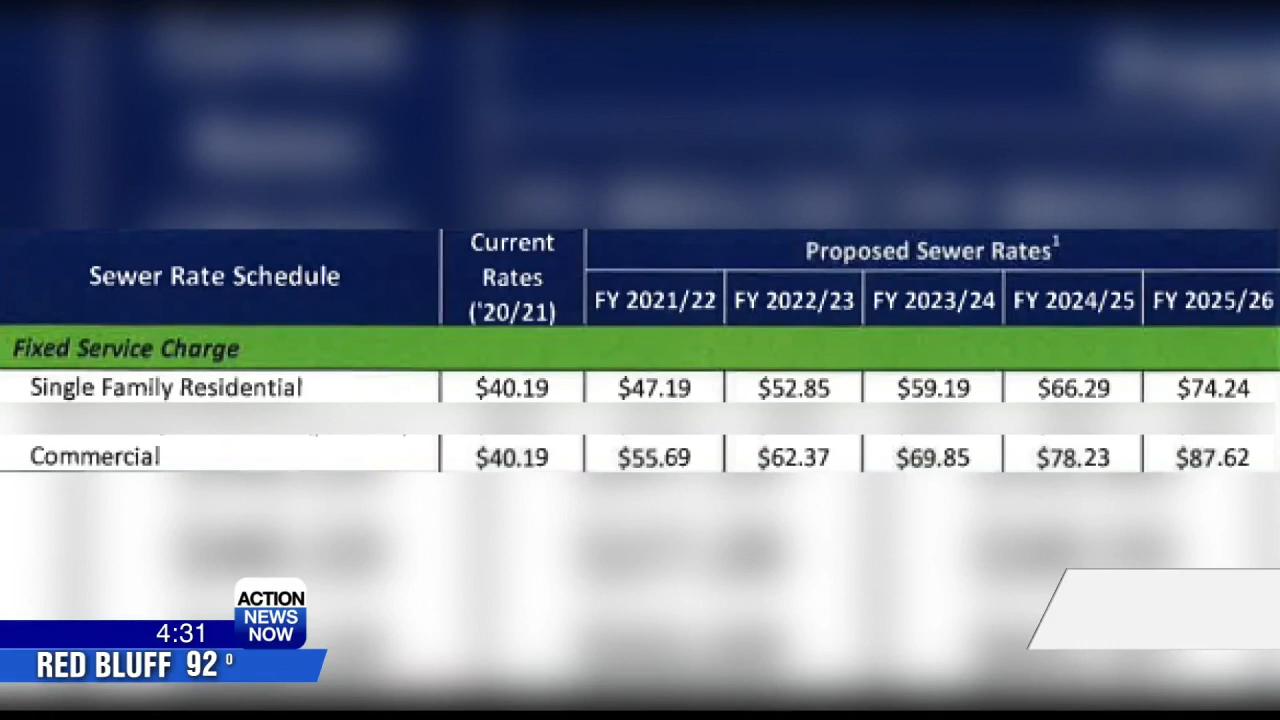 Sewer Rate Schedule
Current
Rates
('20/21)
Proposed Sewer Rates¹
FY 2021/22 FY 2022/23 FY 2023/24 FY 2024/25 FY 2025/26
Fixed Service Charge
Single Family Residential $40.19 $47.19 $52.85 $59.19 $66.29 $74.24
Commercial $40.19 $55.69 $62.37 $69.85 $78.23 $87.62
ACTION
NEWS
NOW
4:31
RED BLUFF 92°